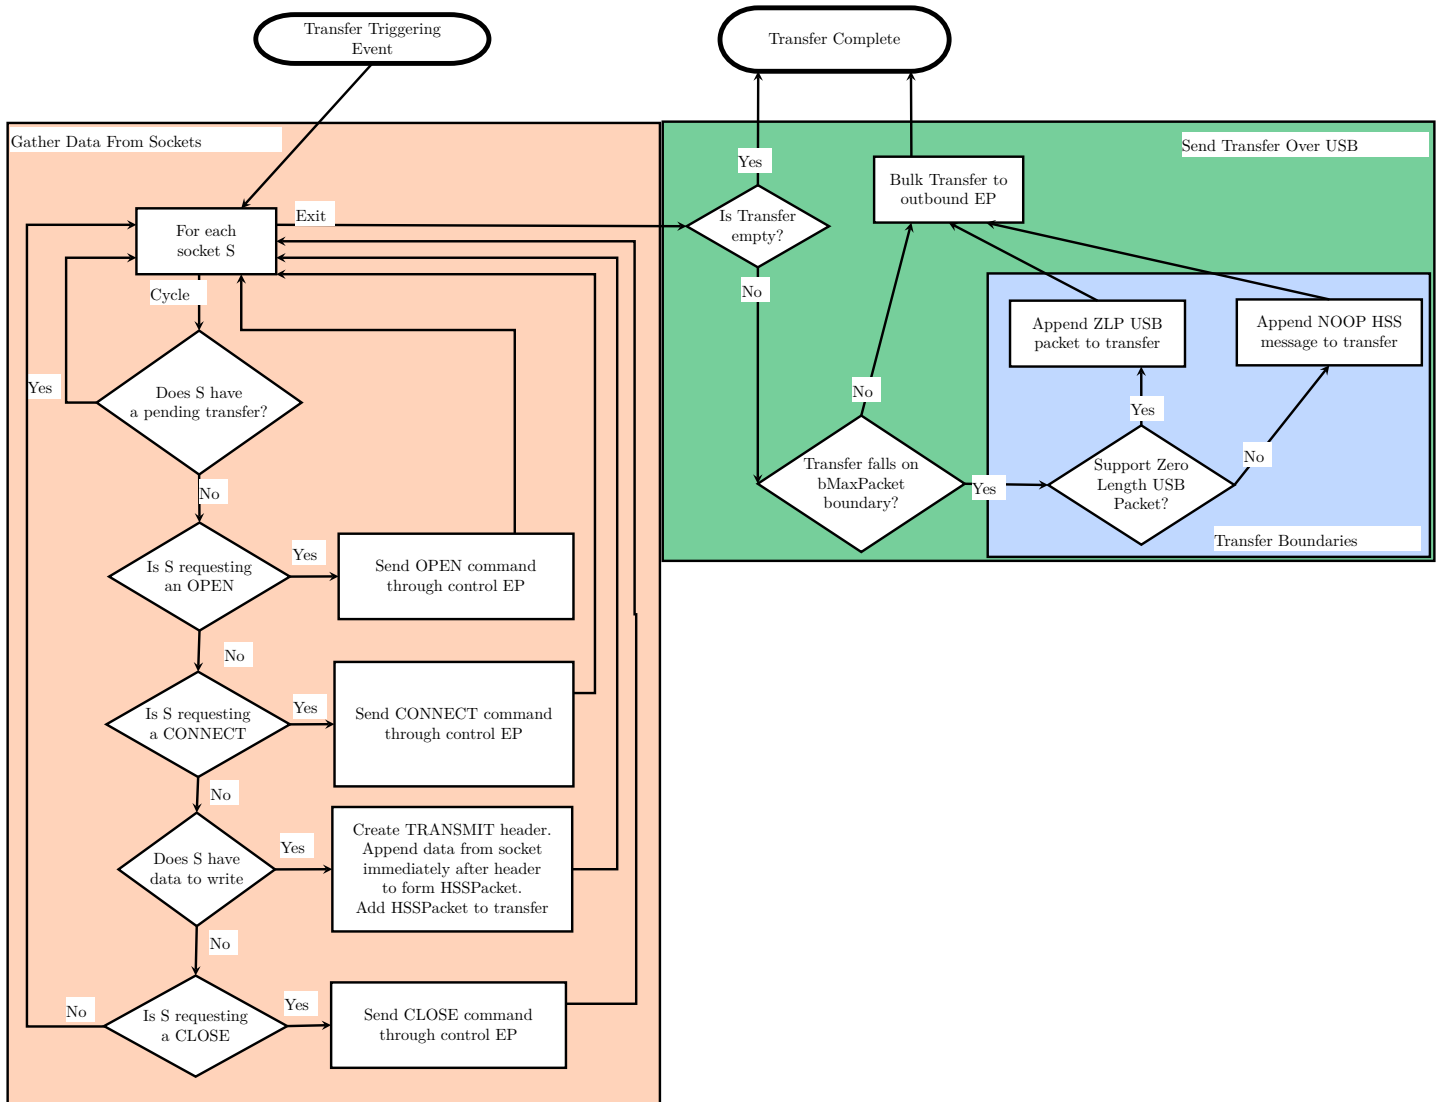 Transfer Triggering
Event
Transfer Complete
Gather Data From Sockets
Send Transfer Over USB
For each
socket S
Exit
Cycle
Does S have
a pending transfer?
Yes
No
Is S requesting
an OPEN
Yes
Send OPEN command
through control EP
No
Is S requesting
a CONNECT
Yes
Send CONNECT command
through control EP
No
Does S have
data to write
Yes
Create TRANSMIT header.
Append data from socket
immediately after header
to form HSSPacket.
Add HSSPacket to transfer
No
Is S requesting
a CLOSE
No
Yes
Send CLOSE command
through control EP
Yes
Is Transfer
empty?
No
Bulk Transfer to
outbound EP
No
Transfer falls on
bMaxPacket
boundary?
Yes
Append ZLP USB
packet to transfer
Append NOOP HSS
message to transfer
Yes
No
Support Zero
Length USB
Packet?
Transfer Boundaries